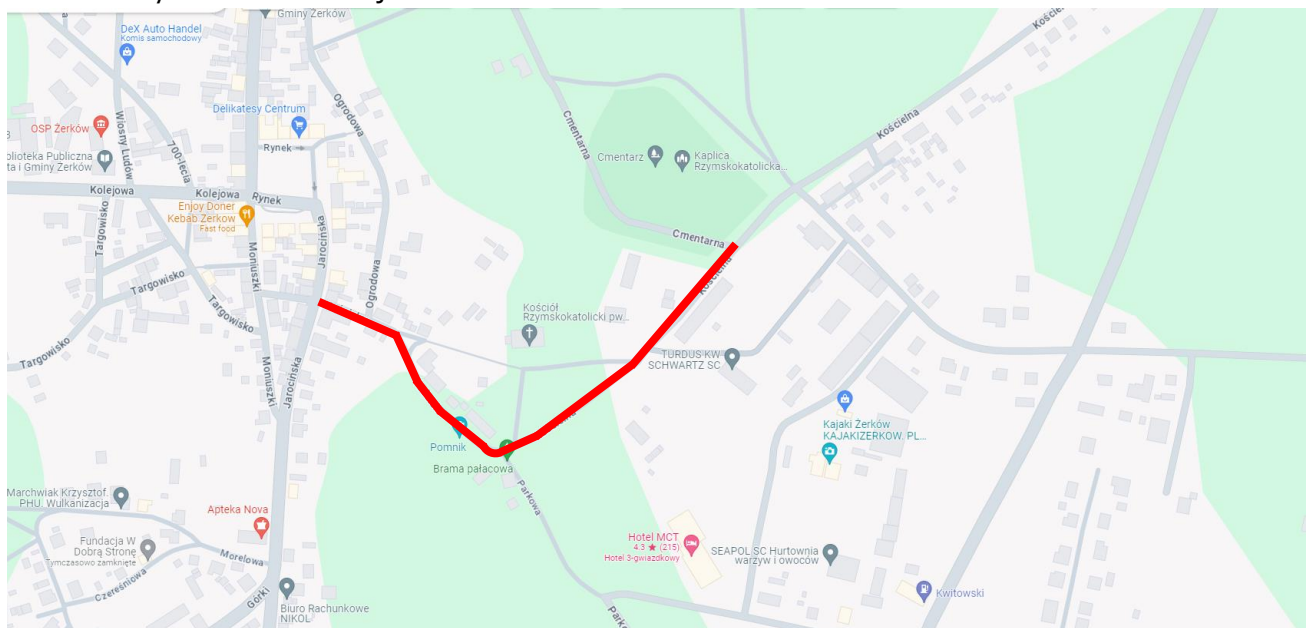 Gminy Żerków
DeX Auto Handel
Komis samochodowy
Delikatesy Centrum
Ogrodowa
Wiosny Ludów
700-lecia
OSP Żerków
Rynek
Biblioteka Publiczna
ta i Gminy Żerków
Kolejowa
Kolejowa
Rynek
Enjoy Doner
Kebab Żerkow
Fast food
Targowisko
Moniuszki
Jarocińska
Ogrodowa
Targowisko
Targowisko
Targowisko
Moniuszki
Jarocińska
Cmentarna
Cmentarz
Kaplica
Rzymskokatolicka...
Kościelna
Kościelna
Cmentarna
Kościelna
Kościół
Rzymskokatolicki pw...
TURDUS KW
SCHWARTZ SC
Pomnik
Brama pałacowa
Kajaki Żerków
KAJAKIZERKOW. PL...
Parkowa
Marchwiak Krzysztof.
PHU. Wulkanizacja
Apteka Nova
Fundacja W
Dobrą Stronę
Tymczasowo zamknięte
Morelowa
Czereśniowa
Górki
Biuro Rachunkowe
NIKOL
Hotel MCT
4.3 ★ (215)
Hotel 3-gwiazdkowy
SEAPOL SC Hurtownia
warzyw i owoców
Kwitowski
Parkowa